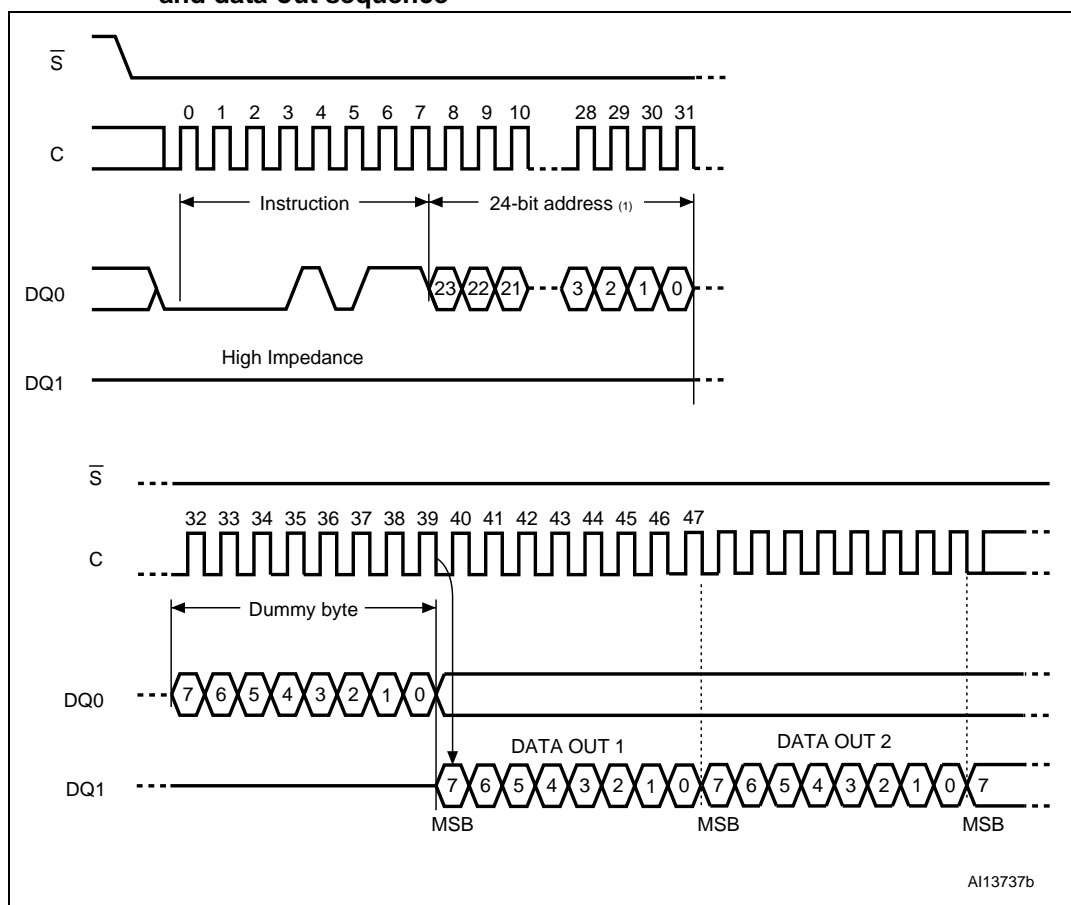 and data-out sequence
S
0 1 2 3 4 5 6 7 8 9 10 28 29 30 31
C
Instruction 24-bit address (1)
DQ0 23 22 21 3 2 1 0
High Impedance
DQ1
S
32 33 34 35 36 37 38 39 40 41 42 43 44 45 46 47
C
Dummy byte
DQ0 7 6 5 4 3 2 1 0
DATA OUT 1 DATA OUT 2
DQ1 7 6 5 4 3 2 1 0 7 6 5 4 3 2 1 0 7
MSB MSB MSB
AI13737b